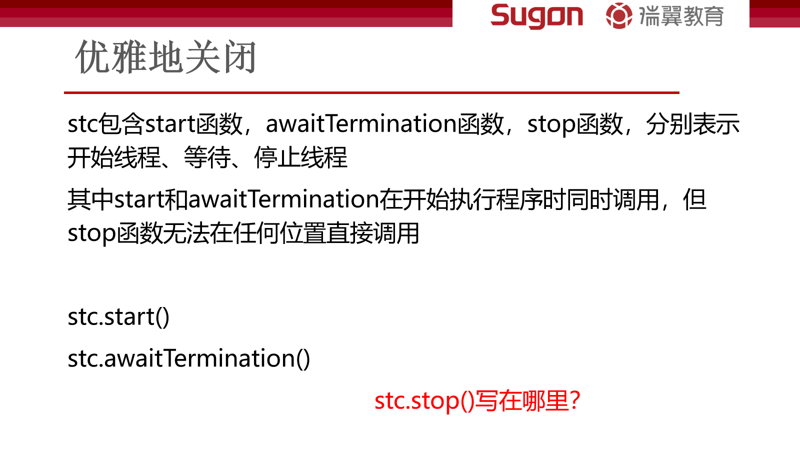 Sugon 瑞翼教育
优雅地关闭
stc包含start函数，awaitTermination函数，stop函数，分别表示
开始线程、等待、停止线程
其中start和awaitTermination在开始执行程序时同时调用，但
stop函数无法在任何位置直接调用
stc.start()
stc.awaitTermination()
stc.stop()写在哪里？